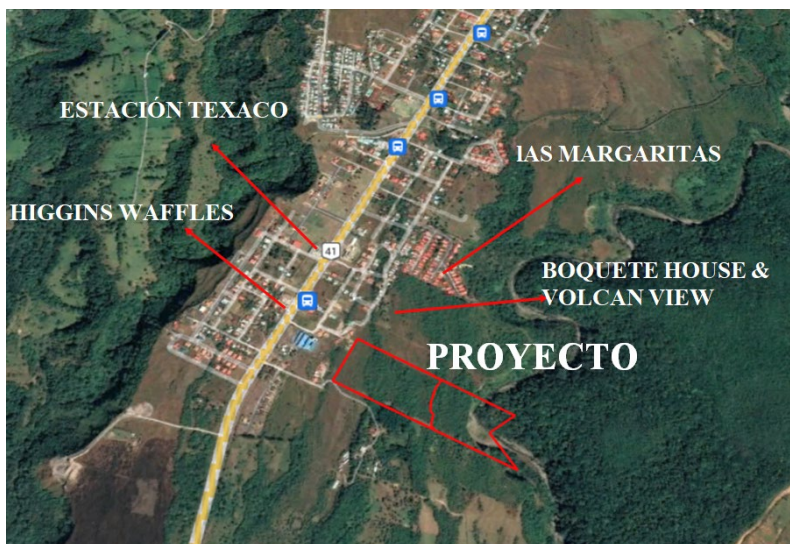 ESTACIÓN TEXACO
lAS MARGARITAS
HIGGINS WAFFLES
41
BOQUETE HOUSE &
VOLCAN VIEW
PROYECTO